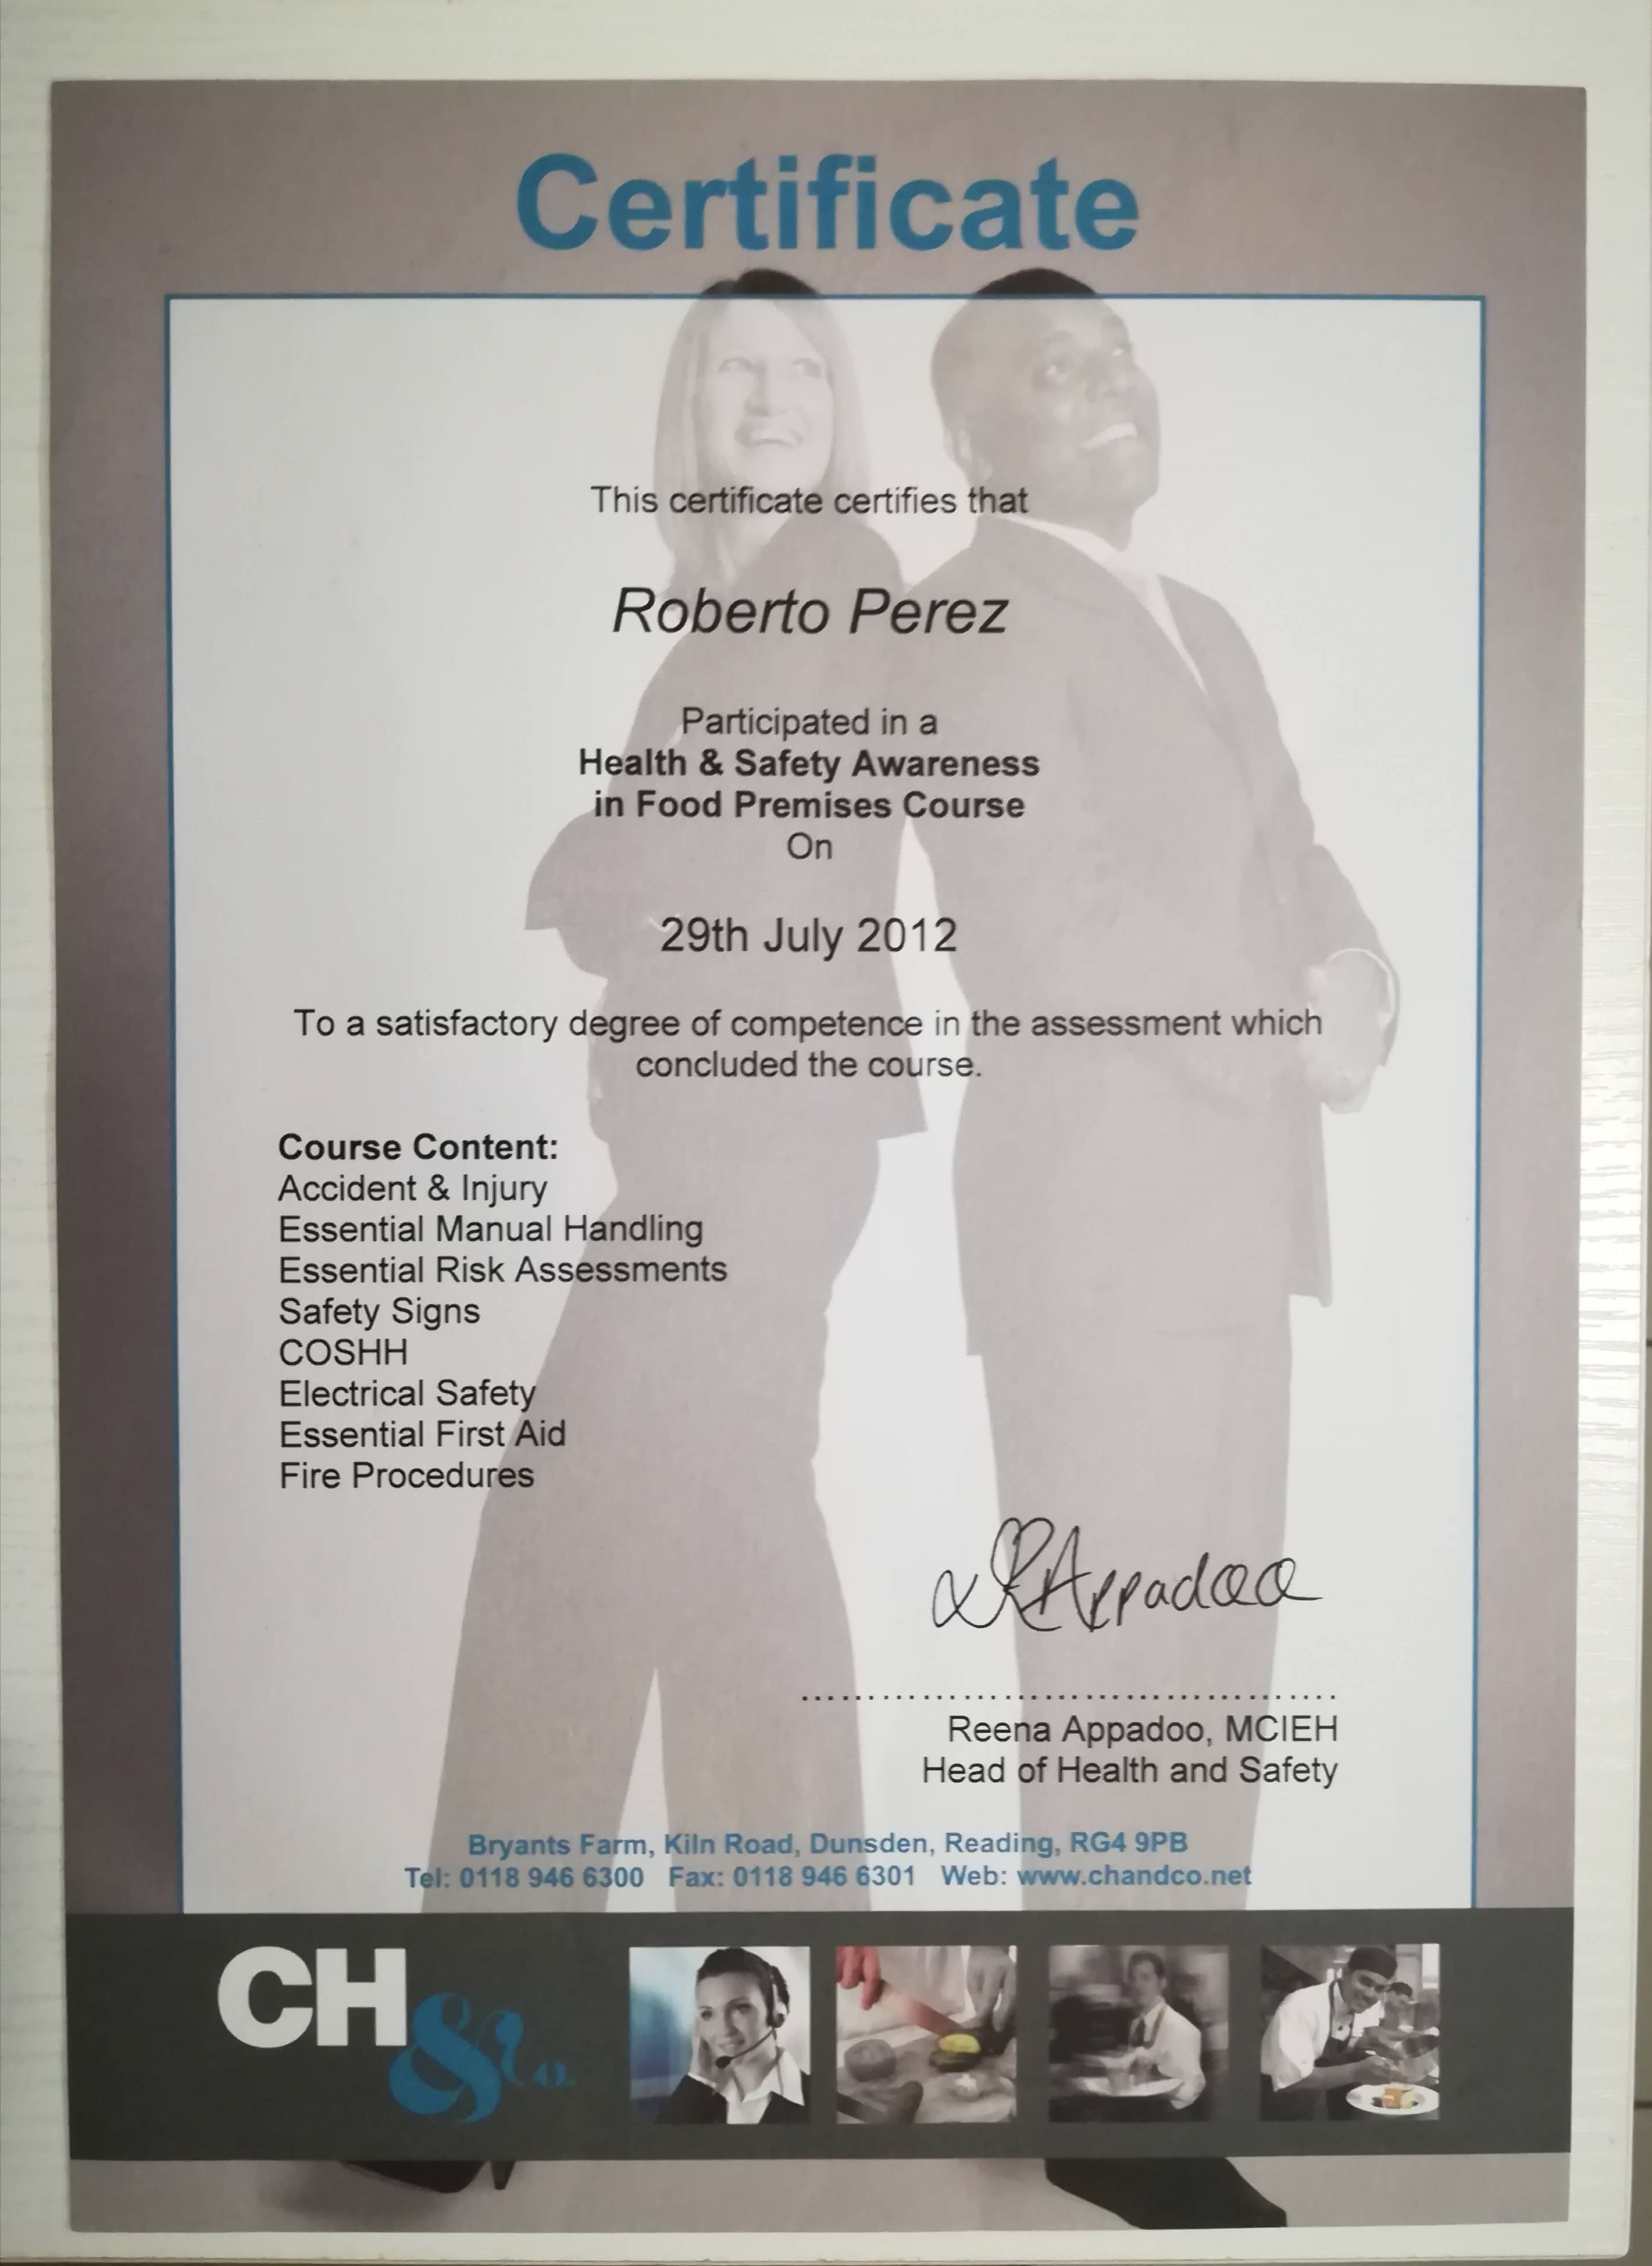 Certificate
This certificate certifies that
Roberto Perez
Participated in a
Health & Safety Awareness
in Food Premises Course
On
29th July 2012
To a satisfactory degree of competence in the assessment which
concluded the course.
Course Content:
Accident & Injury
Essential Manual Handling
Essential Risk Assessments
Safety Signs
COSHH
Electrical Safety
Essential First Aid
Fire Procedures
R Appadoo
........................................
Reena Appadoo, MCIEH
Head of Health and Safety
Bryants Farm, Kiln Road, Dunsden, Reading, RG4 9PB
Tel: 0118 946 6300 Fax: 0118 946 6301 Web: www.chandco.net
CH&Co.